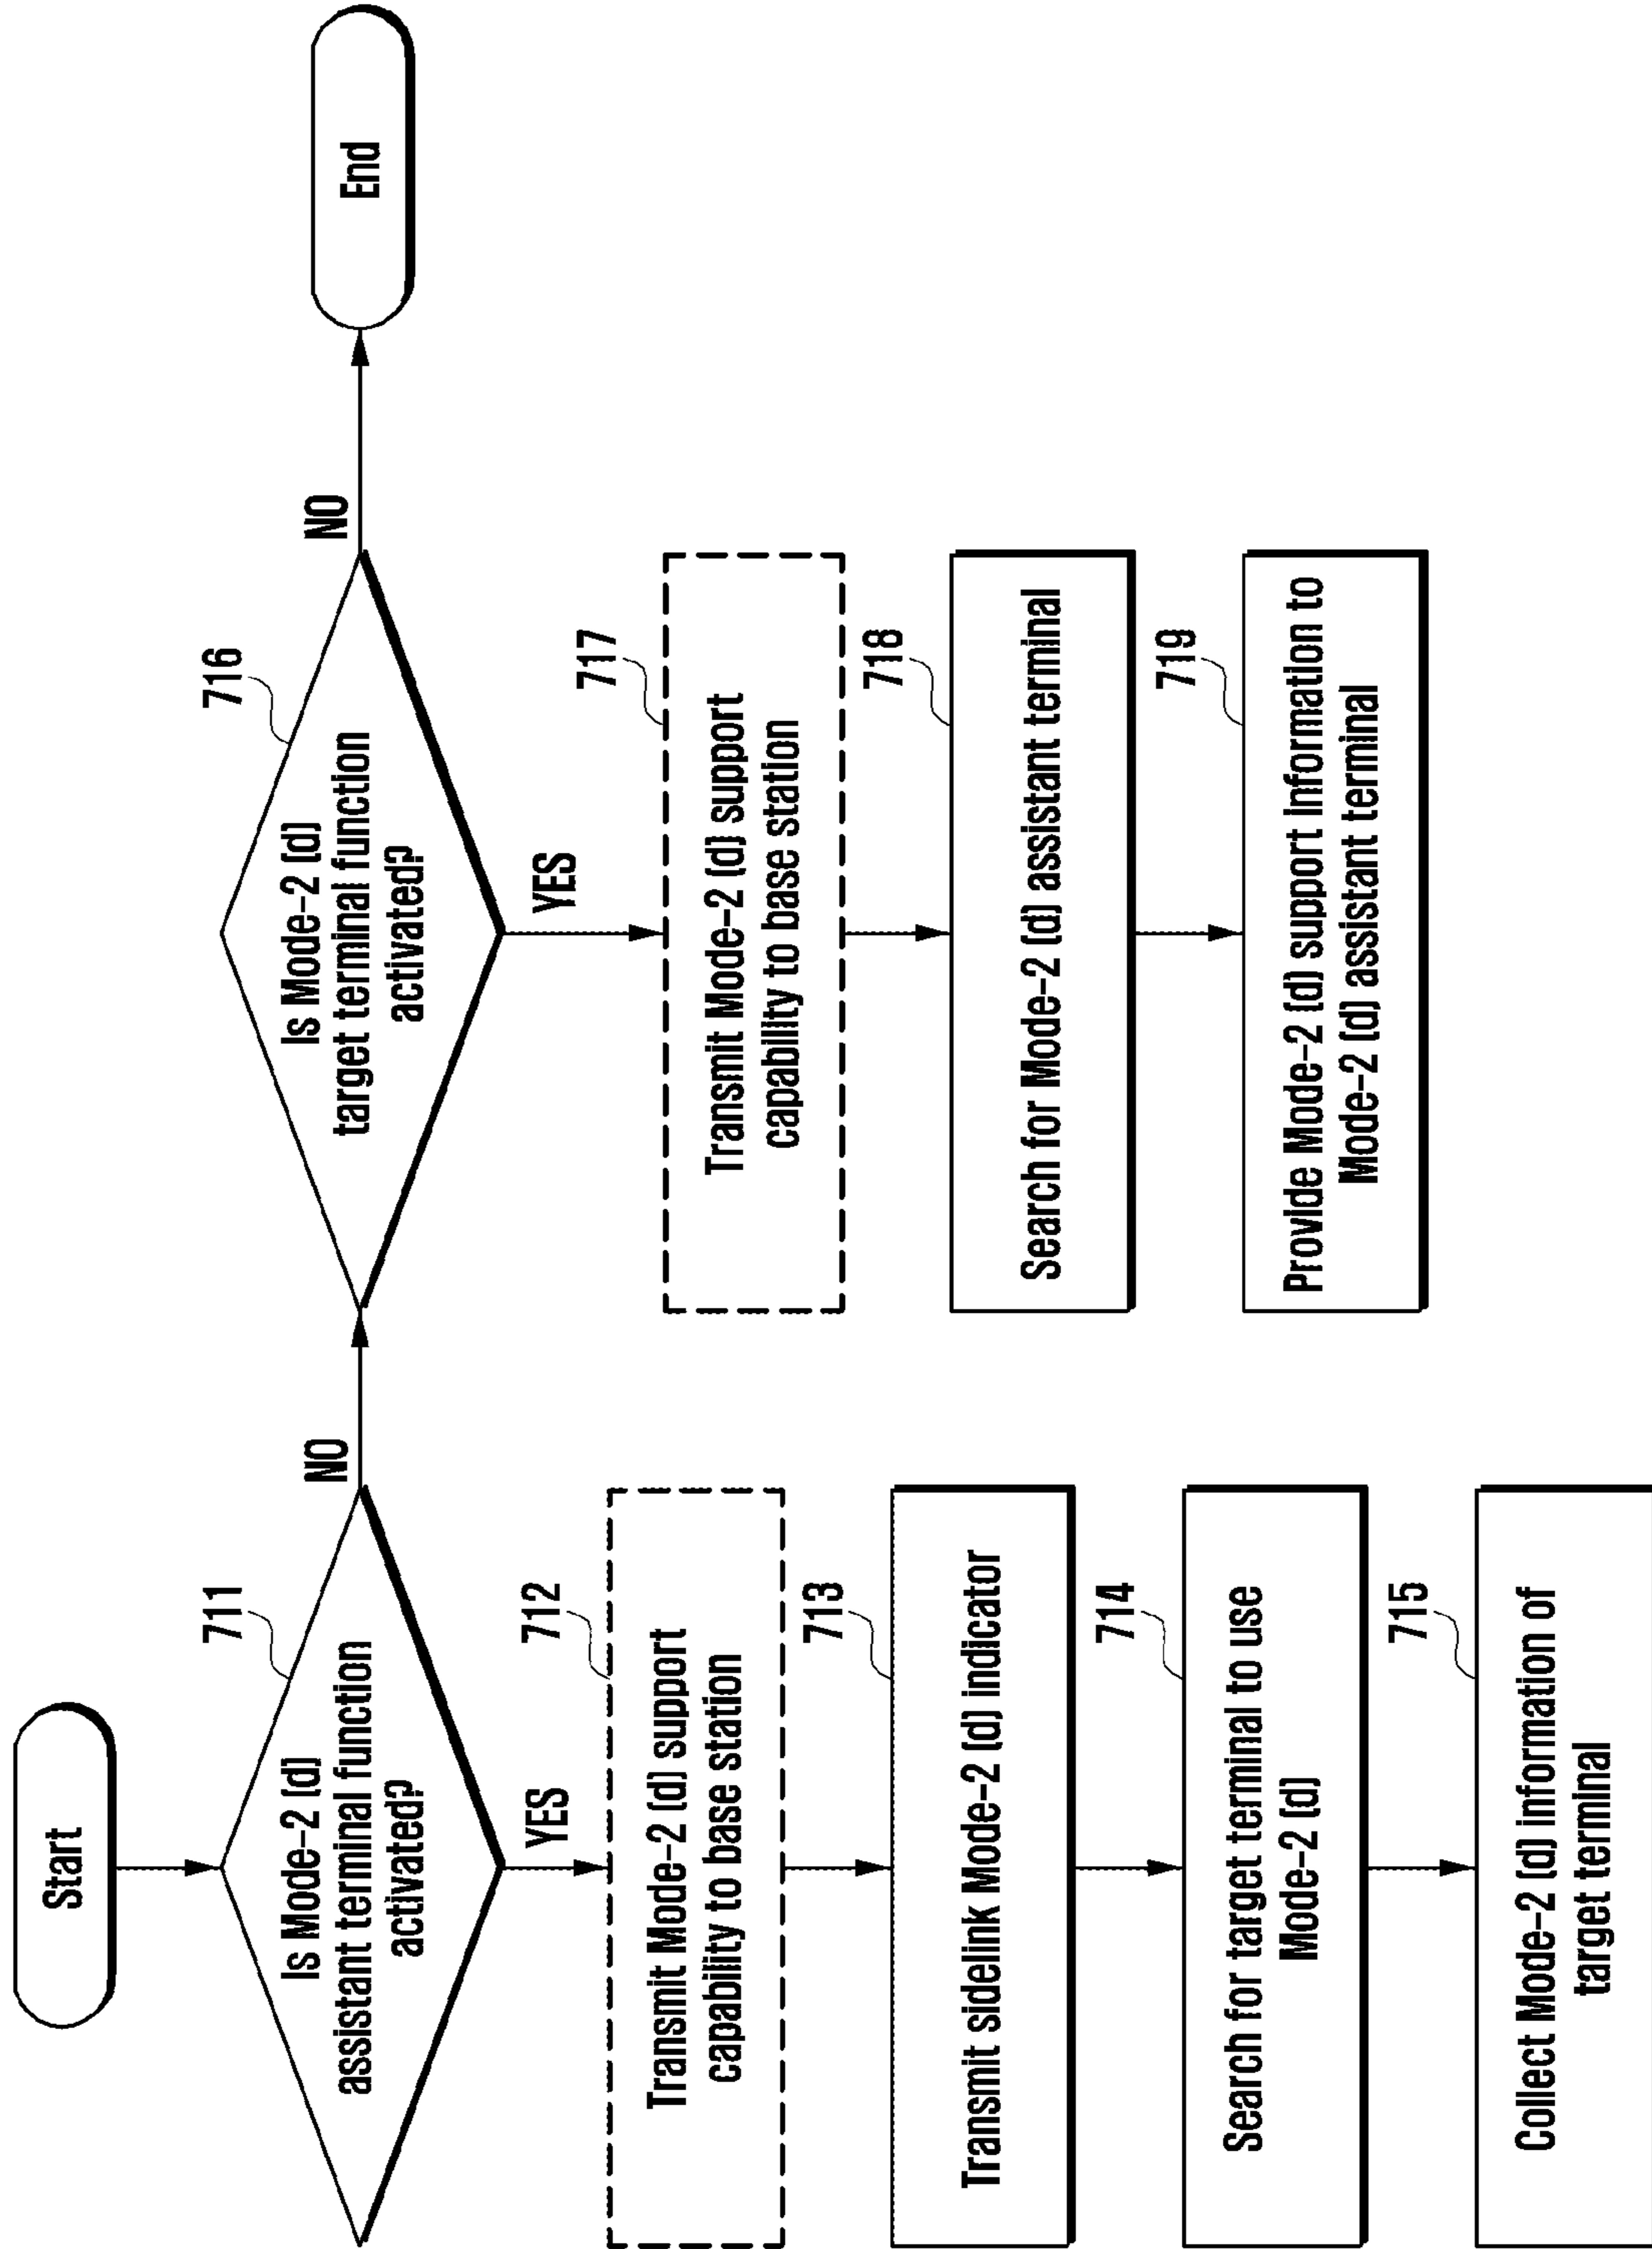 Start
711
Is Mode-2 (d)
assistant terminal function
activated?
NO
YES
712
Transmit Mode-2 (d) support
capability to base station
713
Transmit sidelink Mode-2 (d) indicator
714
Search for target terminal to use
Mode-2 (d)
715
Collect Mode-2 (d) information of
target terminal
716
Is Mode-2 (d)
target terminal function
activated?
NO
End
YES
717
Transmit Mode-2 (d) support
capability to base station
718
Search for Mode-2 (d) assistant terminal
719
Provide Mode-2 (d) support information to
Mode-2 (d) assistant terminal